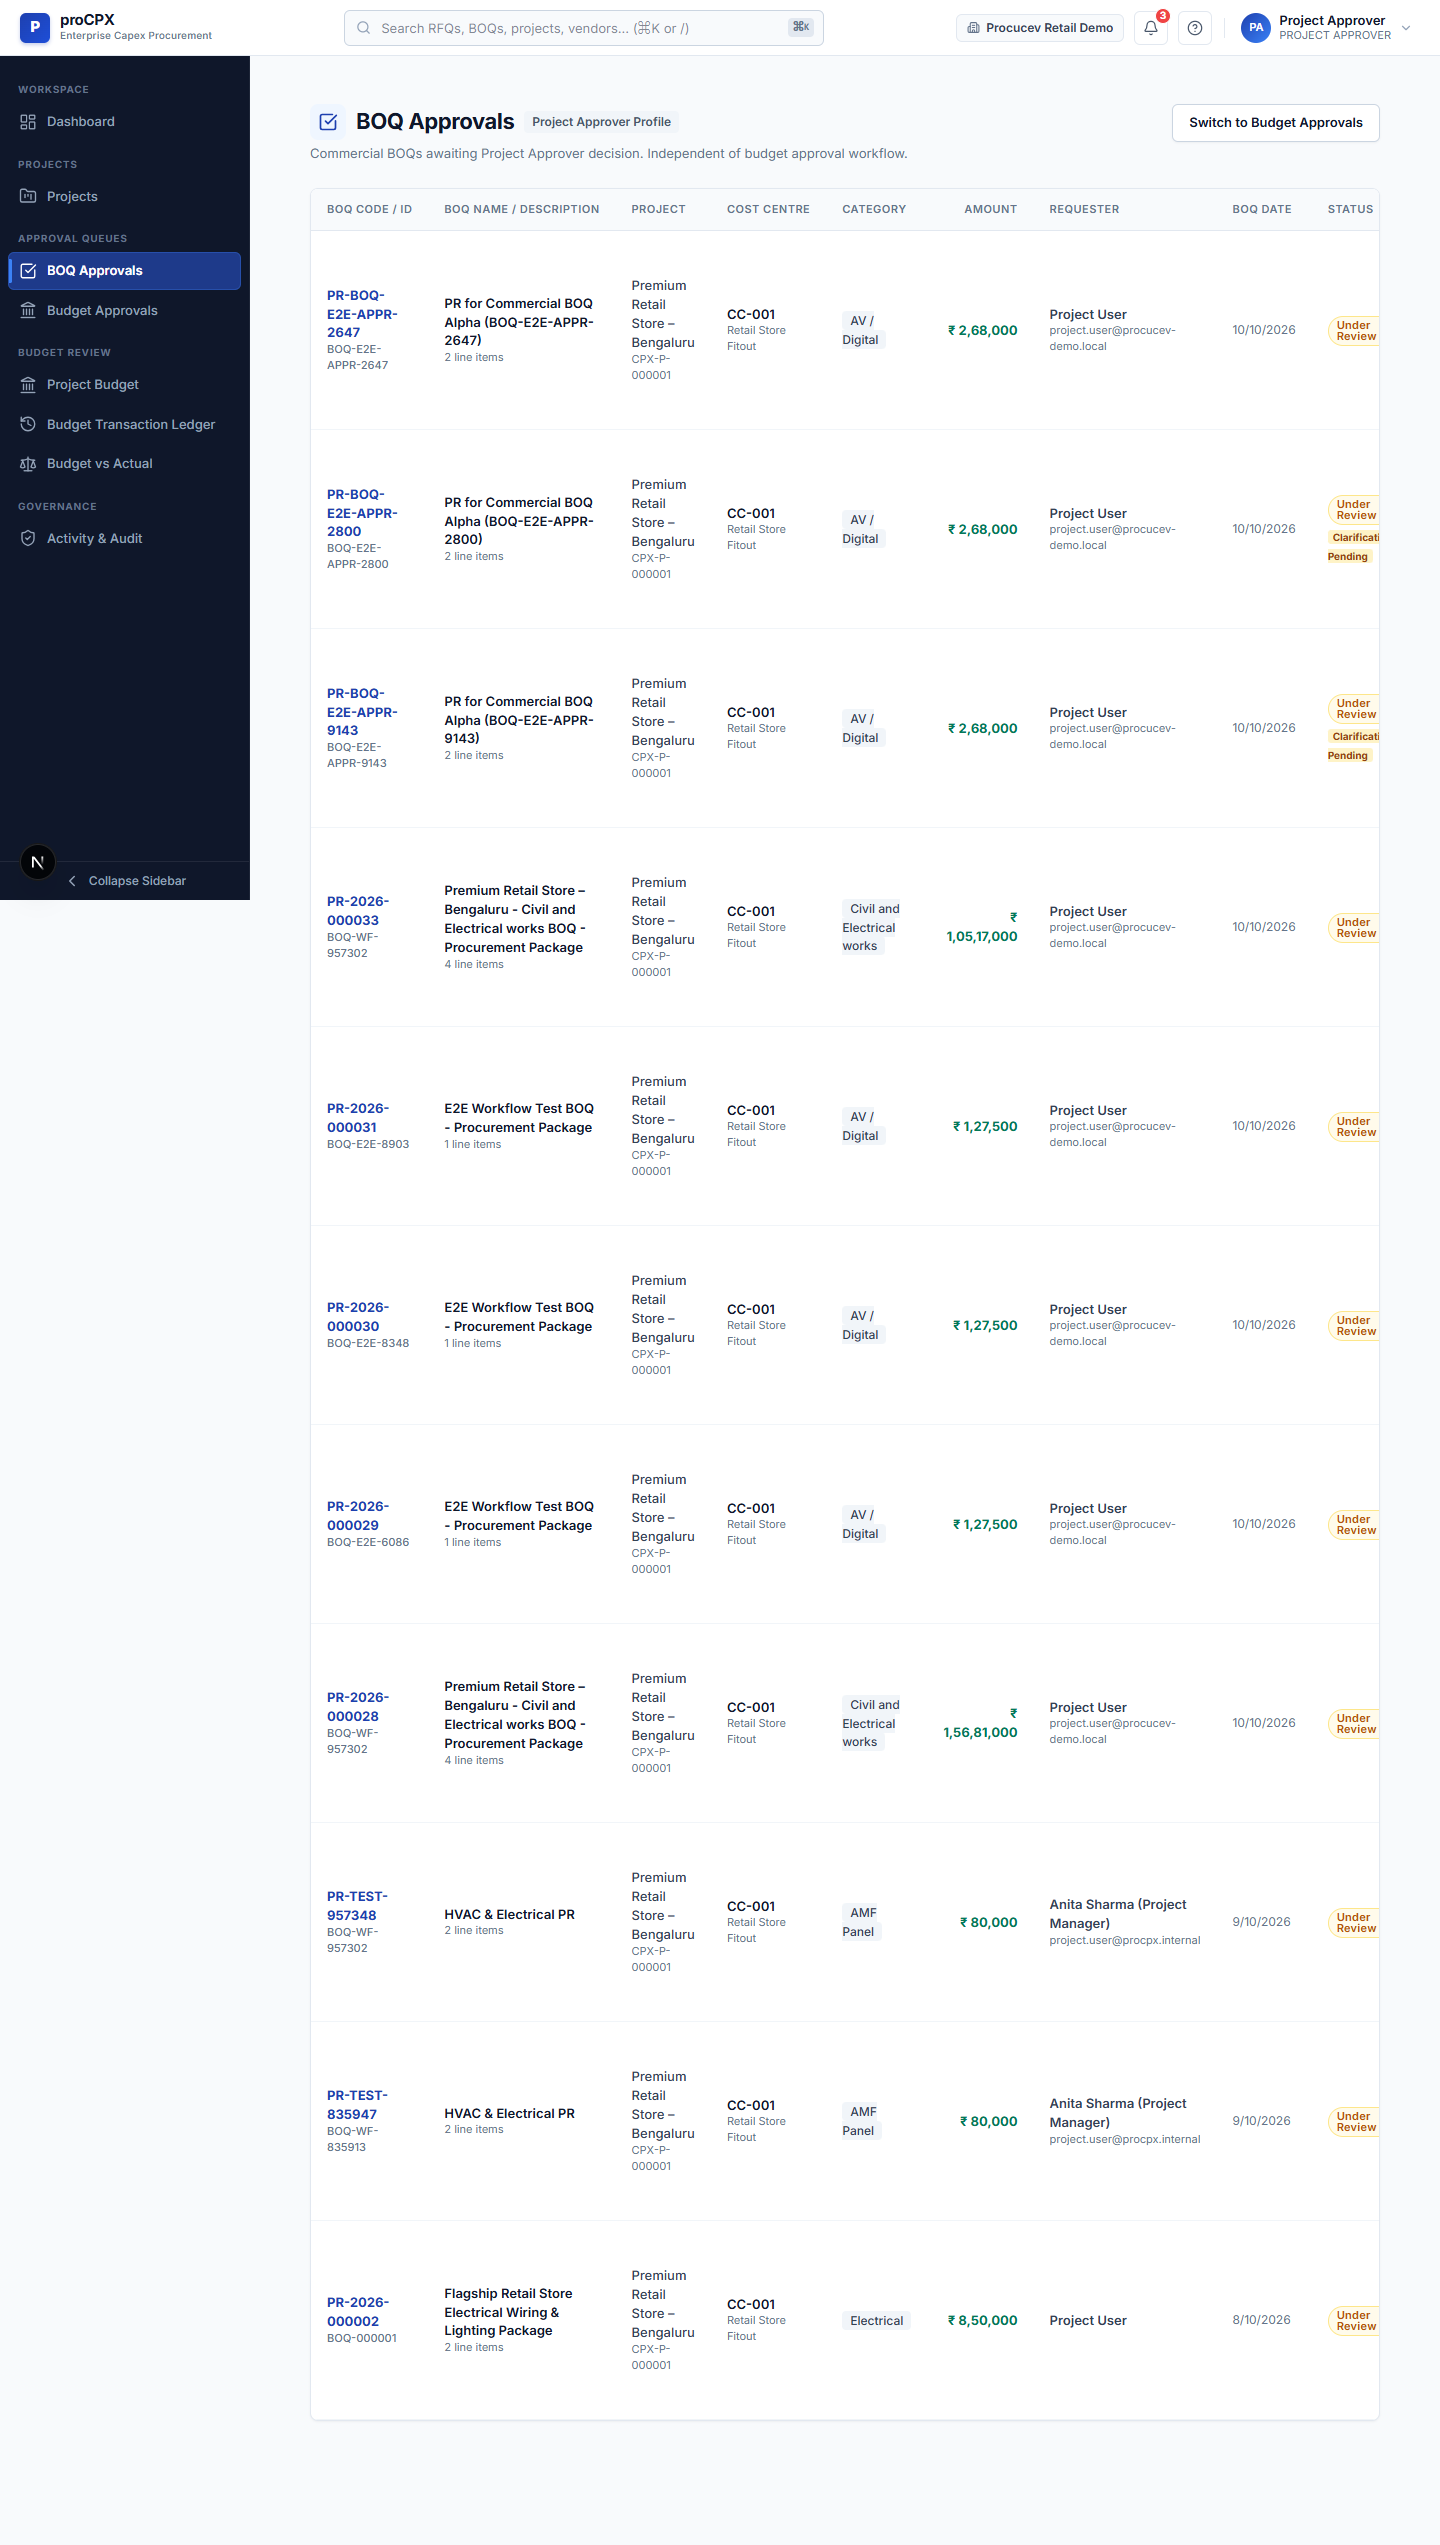 P
proCPX
Enterprise Capex Procurement
Search RFQs, BOQs, projects, vendors... (⌘K or /)
⌘K
Procucev Retail Demo
3
PA
Project Approver
PROJECT APPROVER
WORKSPACE
Dashboard
PROJECTS
Projects
APPROVAL QUEUES
BOQ Approvals
Budget Approvals
BUDGET REVIEW
Project Budget
Budget Transaction Ledger
Budget vs Actual
GOVERNANCE
Activity & Audit
N
Collapse Sidebar
BOQ Approvals
Project Approver Profile
Commercial BOQs awaiting Project Approver decision. Independent of budget approval workflow.
Switch to Budget Approvals
BOQ CODE / ID
BOQ NAME / DESCRIPTION
PROJECT
COST CENTRE
CATEGORY
AMOUNT
REQUESTER
BOQ DATE
STATUS
PR-BOQ-
E2E-APPR-
2647
BOQ-E2E-
APPR-2647
PR for Commercial BOQ
Alpha (BOQ-E2E-APPR-
2647)
2 line items
Premium
Retail
Store –
Bengaluru
CPX-P-
000001
CC-001
Retail Store
Fitout
AV /
Digital
₹ 2,68,000
Project User
project.user@procucev-
demo.local
10/10/2026
Under
Review
PR-BOQ-
E2E-APPR-
2800
BOQ-E2E-
APPR-2800
PR for Commercial BOQ
Alpha (BOQ-E2E-APPR-
2800)
2 line items
Premium
Retail
Store –
Bengaluru
CPX-P-
000001
CC-001
Retail Store
Fitout
AV /
Digital
₹ 2,68,000
Project User
project.user@procucev-
demo.local
10/10/2026
Under
Review
Clarificati
Pending
PR-BOQ-
E2E-APPR-
9143
BOQ-E2E-
APPR-9143
PR for Commercial BOQ
Alpha (BOQ-E2E-APPR-
9143)
2 line items
Premium
Retail
Store –
Bengaluru
CPX-P-
000001
CC-001
Retail Store
Fitout
AV /
Digital
₹ 2,68,000
Project User
project.user@procucev-
demo.local
10/10/2026
Under
Review
Clarificati
Pending
PR-2026-
000033
BOQ-WF-
957302
Premium Retail Store –
Bengaluru - Civil and
Electrical works BOQ -
Procurement Package
4 line items
Premium
Retail
Store –
Bengaluru
CPX-P-
000001
CC-001
Retail Store
Fitout
Civil and
Electrical
works
₹
1,05,17,000
Project User
project.user@procucev-
demo.local
10/10/2026
Under
Review
PR-2026-
000031
BOQ-E2E-8903
E2E Workflow Test BOQ
- Procurement Package
1 line items
Premium
Retail
Store –
Bengaluru
CPX-P-
000001
CC-001
Retail Store
Fitout
AV /
Digital
₹ 1,27,500
Project User
project.user@procucev-
demo.local
10/10/2026
Under
Review
PR-2026-
000030
BOQ-E2E-8348
E2E Workflow Test BOQ
- Procurement Package
1 line items
Premium
Retail
Store –
Bengaluru
CPX-P-
000001
CC-001
Retail Store
Fitout
AV /
Digital
₹ 1,27,500
Project User
project.user@procucev-
demo.local
10/10/2026
Under
Review
PR-2026-
000029
BOQ-E2E-6086
E2E Workflow Test BOQ
- Procurement Package
1 line items
Premium
Retail
Store –
Bengaluru
CPX-P-
000001
CC-001
Retail Store
Fitout
AV /
Digital
₹ 1,27,500
Project User
project.user@procucev-
demo.local
10/10/2026
Under
Review
PR-2026-
000028
BOQ-WF-
957302
Premium Retail Store –
Bengaluru - Civil and
Electrical works BOQ -
Procurement Package
4 line items
Premium
Retail
Store –
Bengaluru
CPX-P-
000001
CC-001
Retail Store
Fitout
Civil and
Electrical
works
₹
1,56,81,000
Project User
project.user@procucev-
demo.local
10/10/2026
Under
Review
PR-TEST-
957348
BOQ-WF-
957302
HVAC & Electrical PR
2 line items
Premium
Retail
Store –
Bengaluru
CPX-P-
000001
CC-001
Retail Store
Fitout
AMF
Panel
₹ 80,000
Anita Sharma (Project
Manager)
project.user@procpx.internal
9/10/2026
Under
Review
PR-TEST-
835947
BOQ-WF-
835913
HVAC & Electrical PR
2 line items
Premium
Retail
Store –
Bengaluru
CPX-P-
000001
CC-001
Retail Store
Fitout
AMF
Panel
₹ 80,000
Anita Sharma (Project
Manager)
project.user@procpx.internal
9/10/2026
Under
Review
PR-2026-
000002
BOQ-000001
Flagship Retail Store
Electrical Wiring &
Lighting Package
2 line items
Premium
Retail
Store –
Bengaluru
CPX-P-
000001
CC-001
Retail Store
Fitout
Electrical
₹ 8,50,000
Project User
8/10/2026
Under
Review